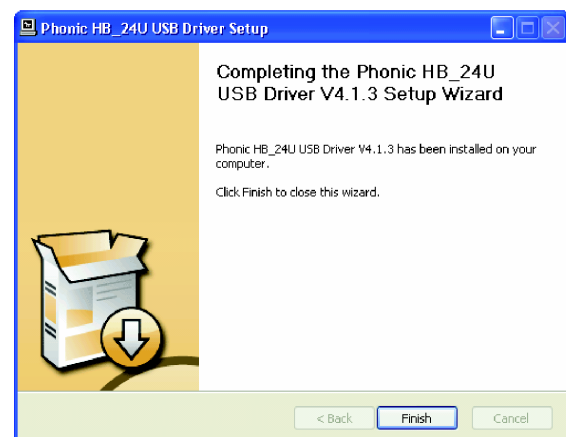 Phonic HB_24U USB Driver Setup
Completing the Phonic HB_24U
USB Driver V4.1.3 Setup Wizard
Phonic HB_24U USB Driver V4.1.3 has been installed on your
computer.
Click Finish to close this wizard.
< Back
Finish
Cancel